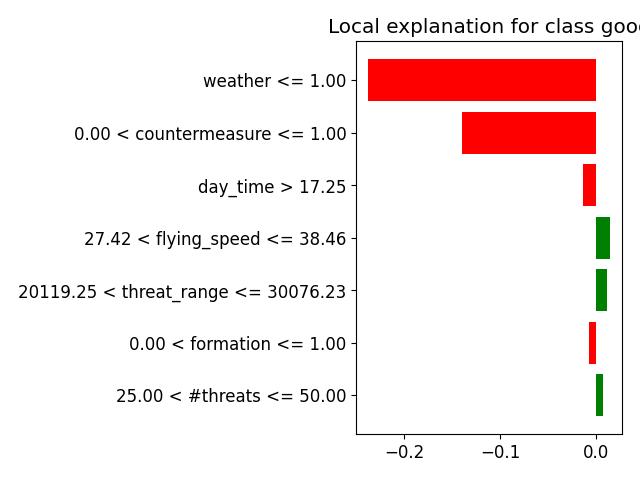 Local explanation for class goo
weather <= 1.00
0.00 < countermeasure <= 1.00
day_time > 17.25
27.42 < flying_speed <= 38.46
20119.25 < threat_range <= 30076.23
0.00 < formation <= 1.00
25.00 < #threats <= 50.00
−0.2 −0.1 0.0